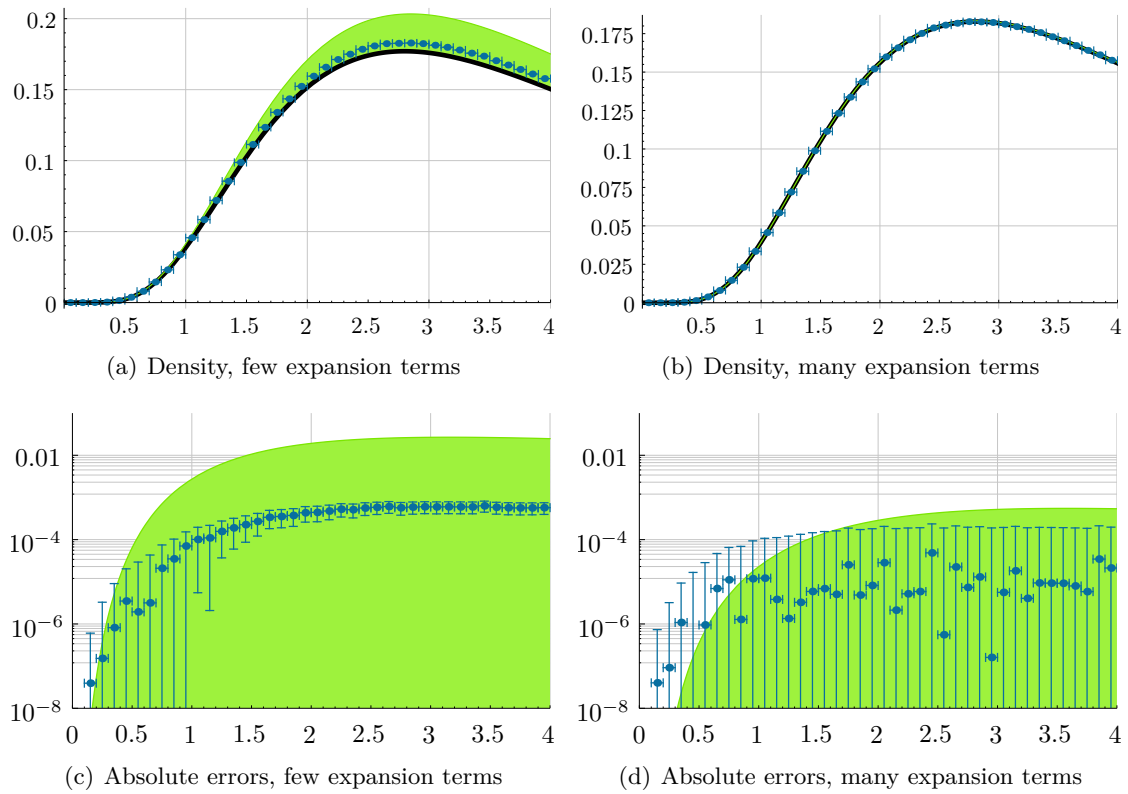 0.2
0.15
0.1
0.05
0
0.5 1 1.5 2 2.5 3 3.5 4
(a) Density, few expansion terms
0.175
0.15
0.125
0.1
0.075
0.05
0.025
0
0.5 1 1.5 2 2.5 3 3.5 4
(b) Density, many expansion terms
0.01
10⁻⁴
10⁻⁶
10⁻⁸
0 0.5 1 1.5 2 2.5 3 3.5 4
(c) Absolute errors, few expansion terms
0.01
10⁻⁴
10⁻⁶
10⁻⁸
0 0.5 1 1.5 2 2.5 3 3.5 4
(d) Absolute errors, many expansion terms